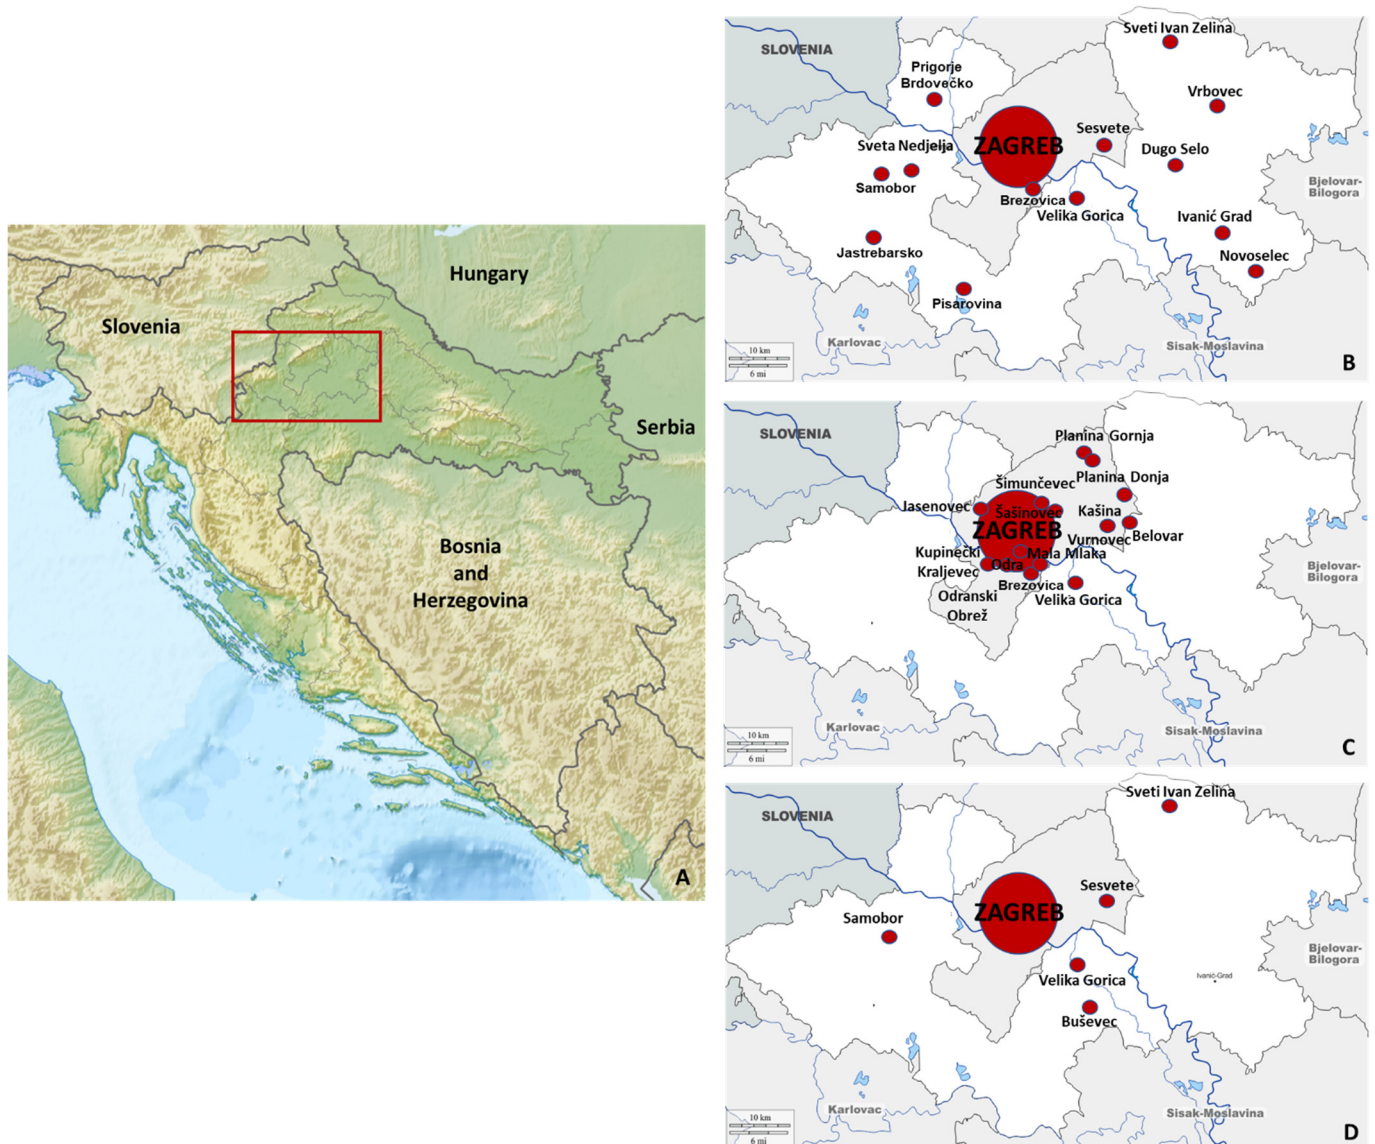 Hungary
Slovenia
Serbia
Bosnia
and
Herzegovina
A
SLOVENIA
Sveti Ivan Zelina
Prigorje
Brdovečko
Vrbovec
Sesvete
ZAGREB
Sveta Nedjelja
Dugo Selo
Samobor
Bjelovar-
Bilogora
Brezovica
Velika Gorica
Ivanić Grad
Jastrebarsko
Novoselec
Pisarovina
Karlovac
Sisak-Moslavina
10 km
6 mi
B
SLOVENIA
Planina Gornja
Planina Donja
Šimunčevec
Jasenovec
Šašinovec
Kašina
ZAGREB
Vurnovec
Belovar
Kupinečki
Kraljevec
Mala Mlaka
Odra
Bjelovar-
Bilogora
Brezovica
Odranski
Obrež
Velika Gorica
Karlovac
Sisak-Moslavina
10 km
6 mi
C
Sveti Ivan Zelina
SLOVENIA
Sesvete
ZAGREB
Samobor
Bjelovar-
Bilogora
Ivanić-Grad
Velika Gorica
Buševec
Karlovac
Sisak-Moslavina
10 km
6 mi
D